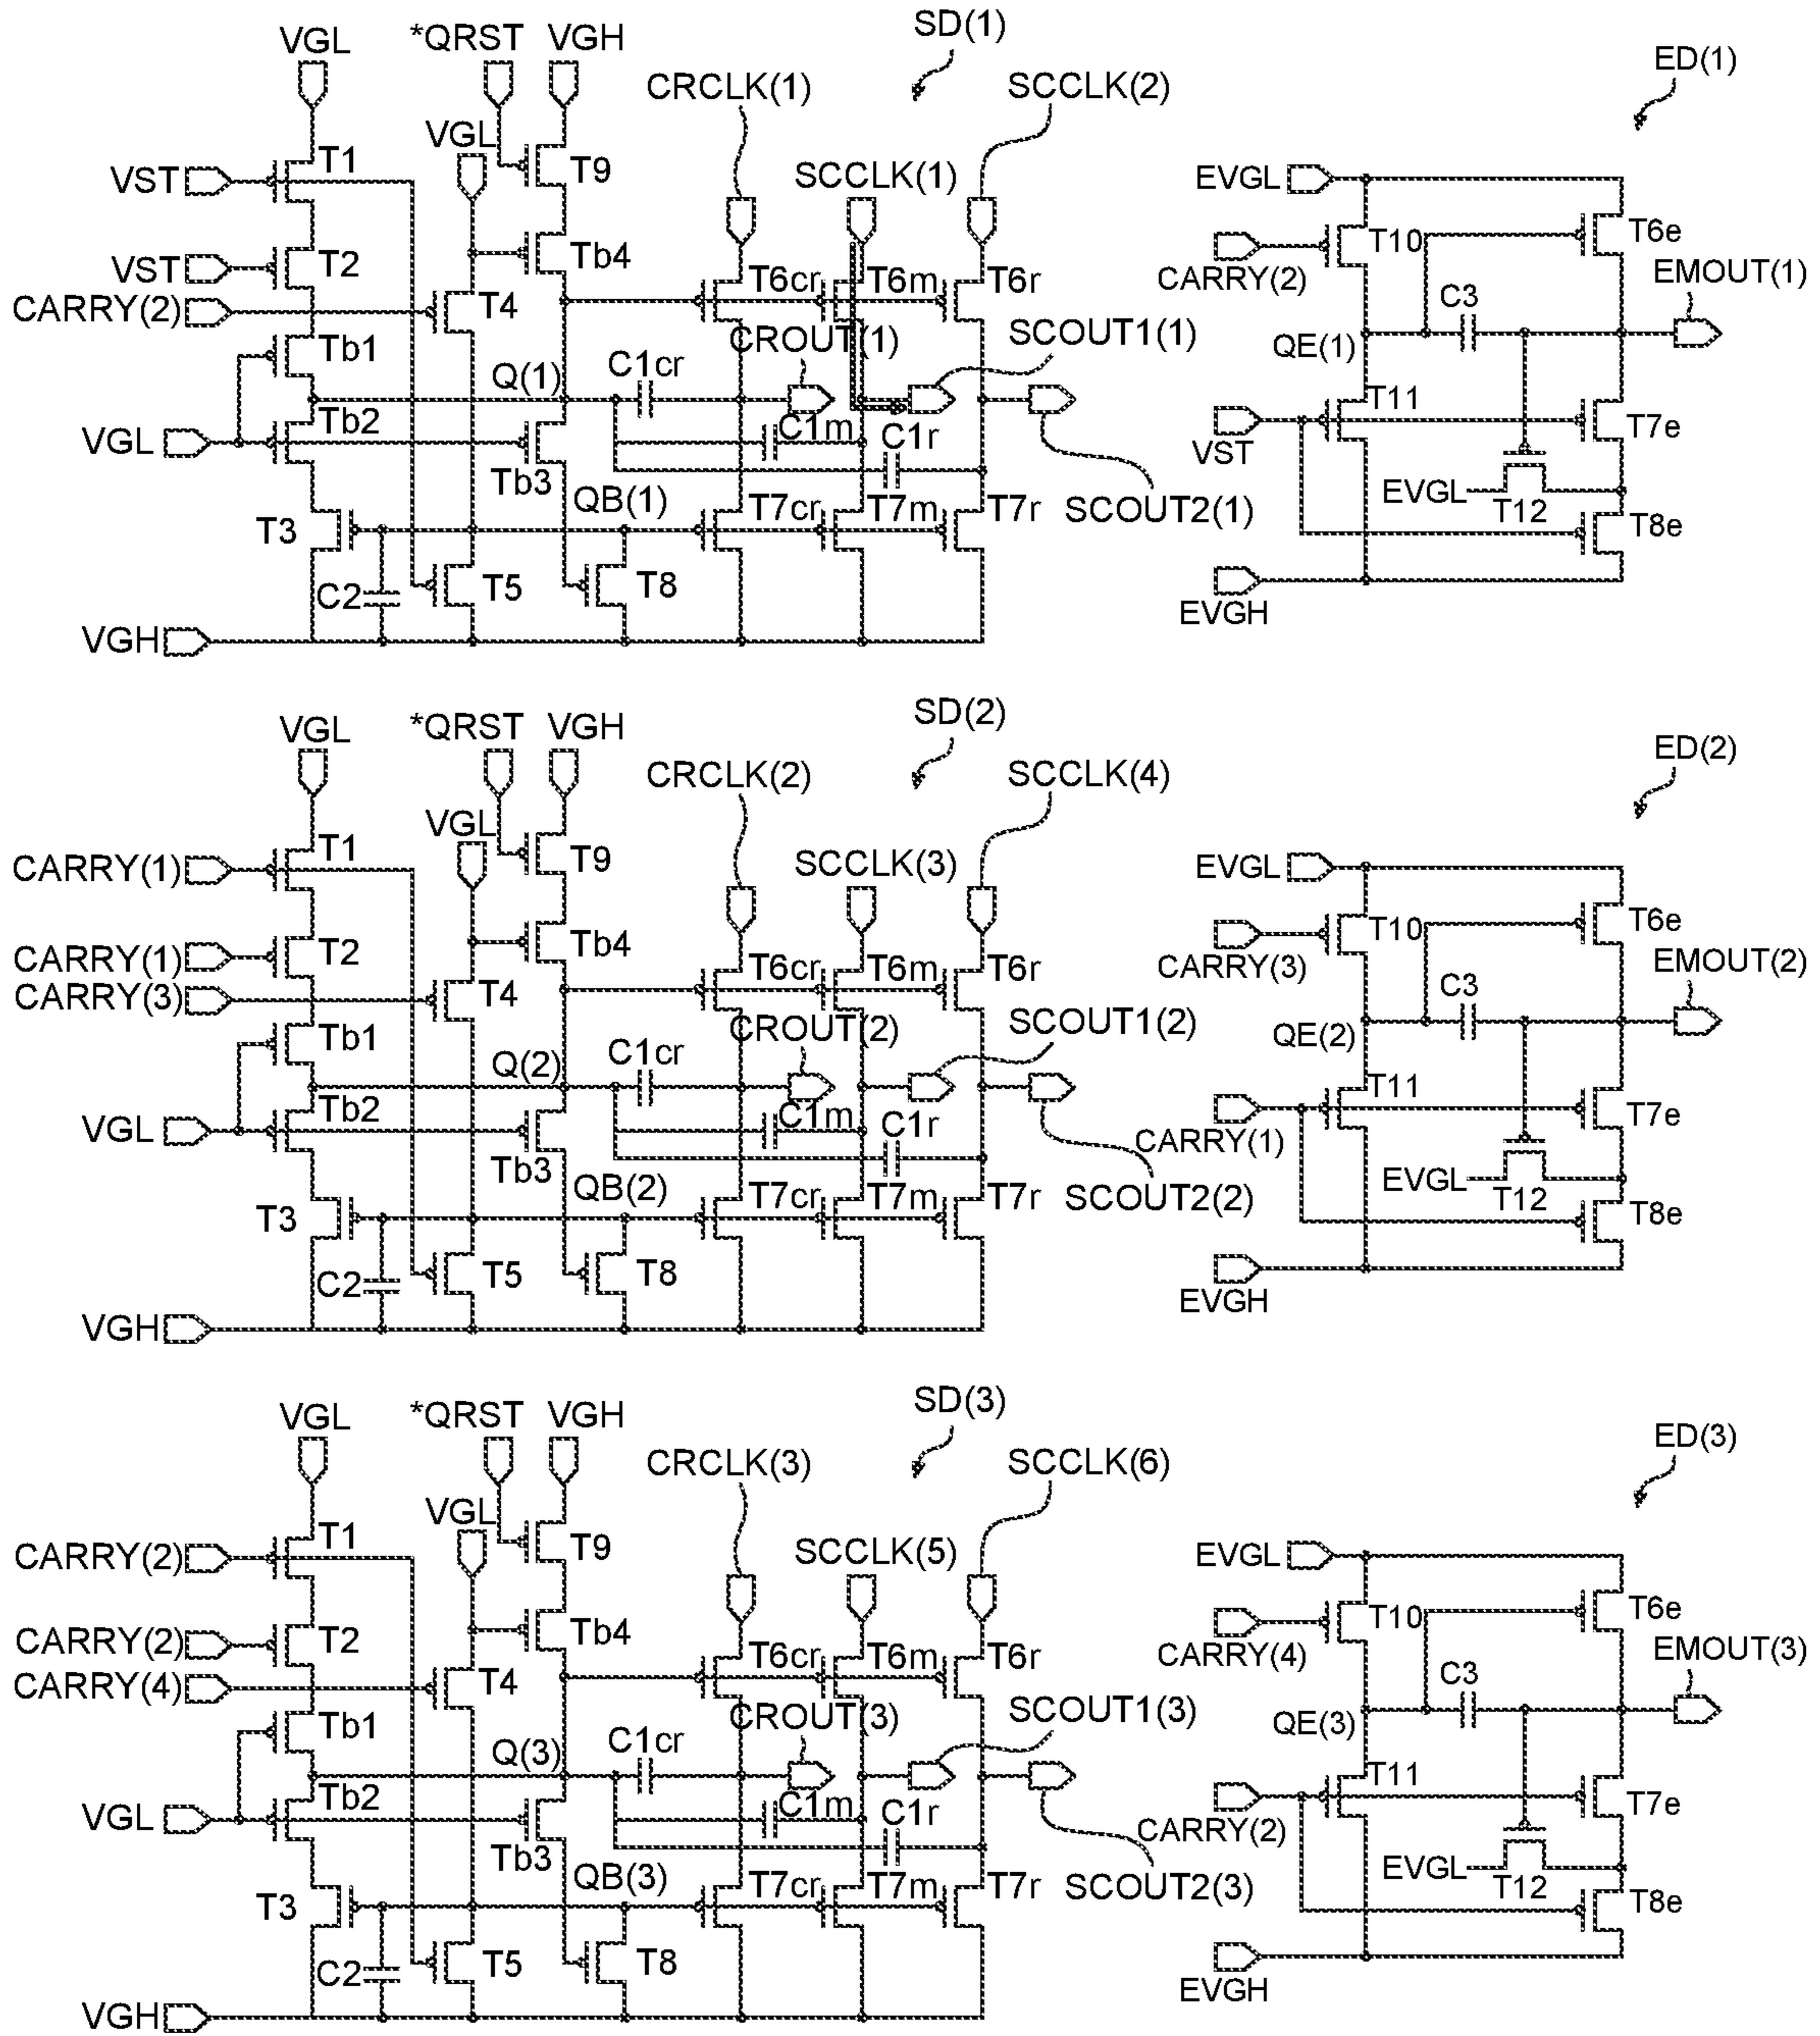 SD(1)
*QRST
VGL
VGH
ED(1)
CRCLK(1)
SCCLK(2)
VGL
T1
T9
VST
SCCLK(1)
EVGL
T2
Tb4
T10
T6e
VST
T6cr
T6m
T6r
CARRY(2)
EMOUT(1)
CARRY(2)
T4
C3
Tb1
CROUT(1)
SCOUT1(1)
QE(1)
Q(1)
C1cr
T11
Tb2
C1m
C1r
T7e
VGL
VST
Tb3
QB(1)
EVGL
T3
T7cr
T7m
T7r
SCOUT2(1)
T12
T8e
C2
T5
T8
EVGH
VGH
SD(2)
*QRST
VGL
VGH
ED(2)
CRCLK(2)
SCCLK(4)
VGL
T1
T9
CARRY(1)
SCCLK(3)
EVGL
T2
Tb4
T10
T6e
CARRY(1)
T6cr
T6m
T6r
CARRY(3)
EMOUT(2)
CARRY(3)
T4
C3
Tb1
CROUT(2)
SCOUT1(2)
QE(2)
Q(2)
C1cr
T11
Tb2
C1m
C1r
T7e
VGL
CARRY(1)
Tb3
QB(2)
EVGL
T3
T7cr
T7m
T7r
SCOUT2(2)
T12
T8e
C2
T5
T8
EVGH
VGH
SD(3)
*QRST
VGL
VGH
ED(3)
CRCLK(3)
SCCLK(6)
VGL
T1
T9
CARRY(2)
SCCLK(5)
EVGL
T2
Tb4
T10
T6e
CARRY(2)
T6cr
T6m
T6r
CARRY(4)
EMOUT(3)
CARRY(4)
T4
C3
Tb1
CROUT(3)
SCOUT1(3)
QE(3)
Q(3)
C1cr
T11
Tb2
C1m
C1r
T7e
VGL
CARRY(2)
Tb3
QB(3)
EVGL
T3
T7cr
T7m
T7r
SCOUT2(3)
T12
T8e
C2
T5
T8
EVGH
VGH